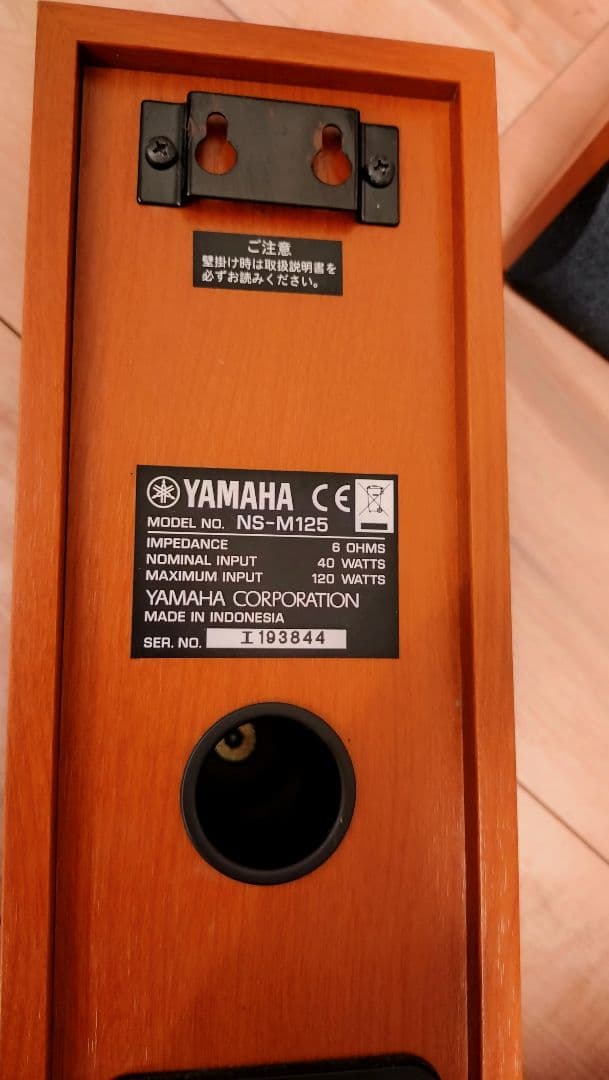 ご注意
壁掛け時は取扱説明書を
必ずお読みください。
YAMAHA CE
MODEL NO. NS-M125
IMPEDANCE 6 OHMS
NOMINAL INPUT 40 WATTS
MAXIMUM INPUT 120 WATTS
YAMAHA CORPORATION
MADE IN INDONESIA
SER. NO. I193844